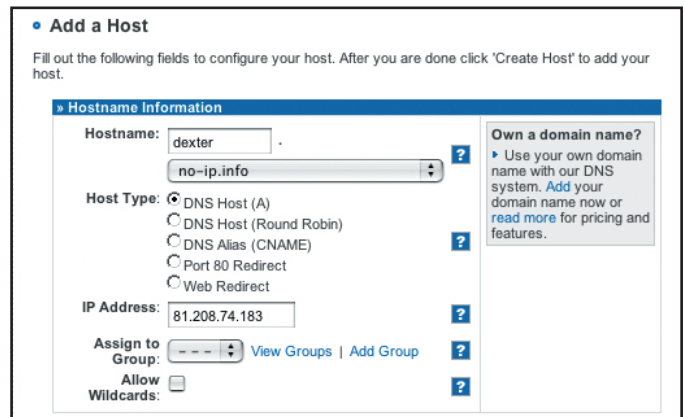 Add a Host
Fill out the following fields to configure your host. After you are done click 'Create Host' to add your
host.
» Hostname Information
Hostname:
dexter
.
no-ip.info
?
Host Type:
DNS Host (A)
DNS Host (Round Robin)
DNS Alias (CNAME)
Port 80 Redirect
Web Redirect
?
IP Address:
81.208.74.183
?
Assign to
Group:
- - -
View Groups | Add Group
?
Allow
Wildcards:
?
Own a domain name?
Use your own domain
name with our DNS
system. Add your
domain name now or
read more for pricing and
features.